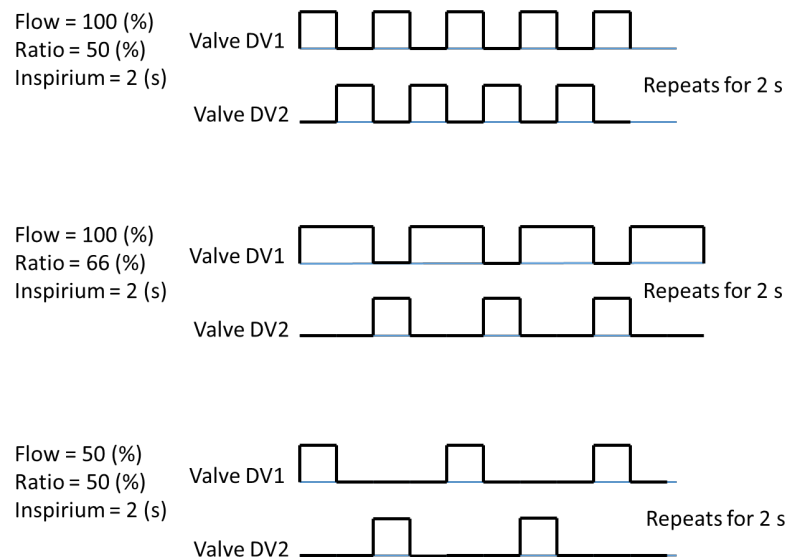 Flow = 100 (%)
Ratio = 50 (%)
Inspirium = 2 (s)
Valve DV1
Valve DV2
Repeats for 2 s
Flow = 100 (%)
Ratio = 66 (%)
Inspirium = 2 (s)
Valve DV1
Valve DV2
Repeats for 2 s
Flow = 50 (%)
Ratio = 50 (%)
Inspirium = 2 (s)
Valve DV1
Valve DV2
Repeats for 2 s